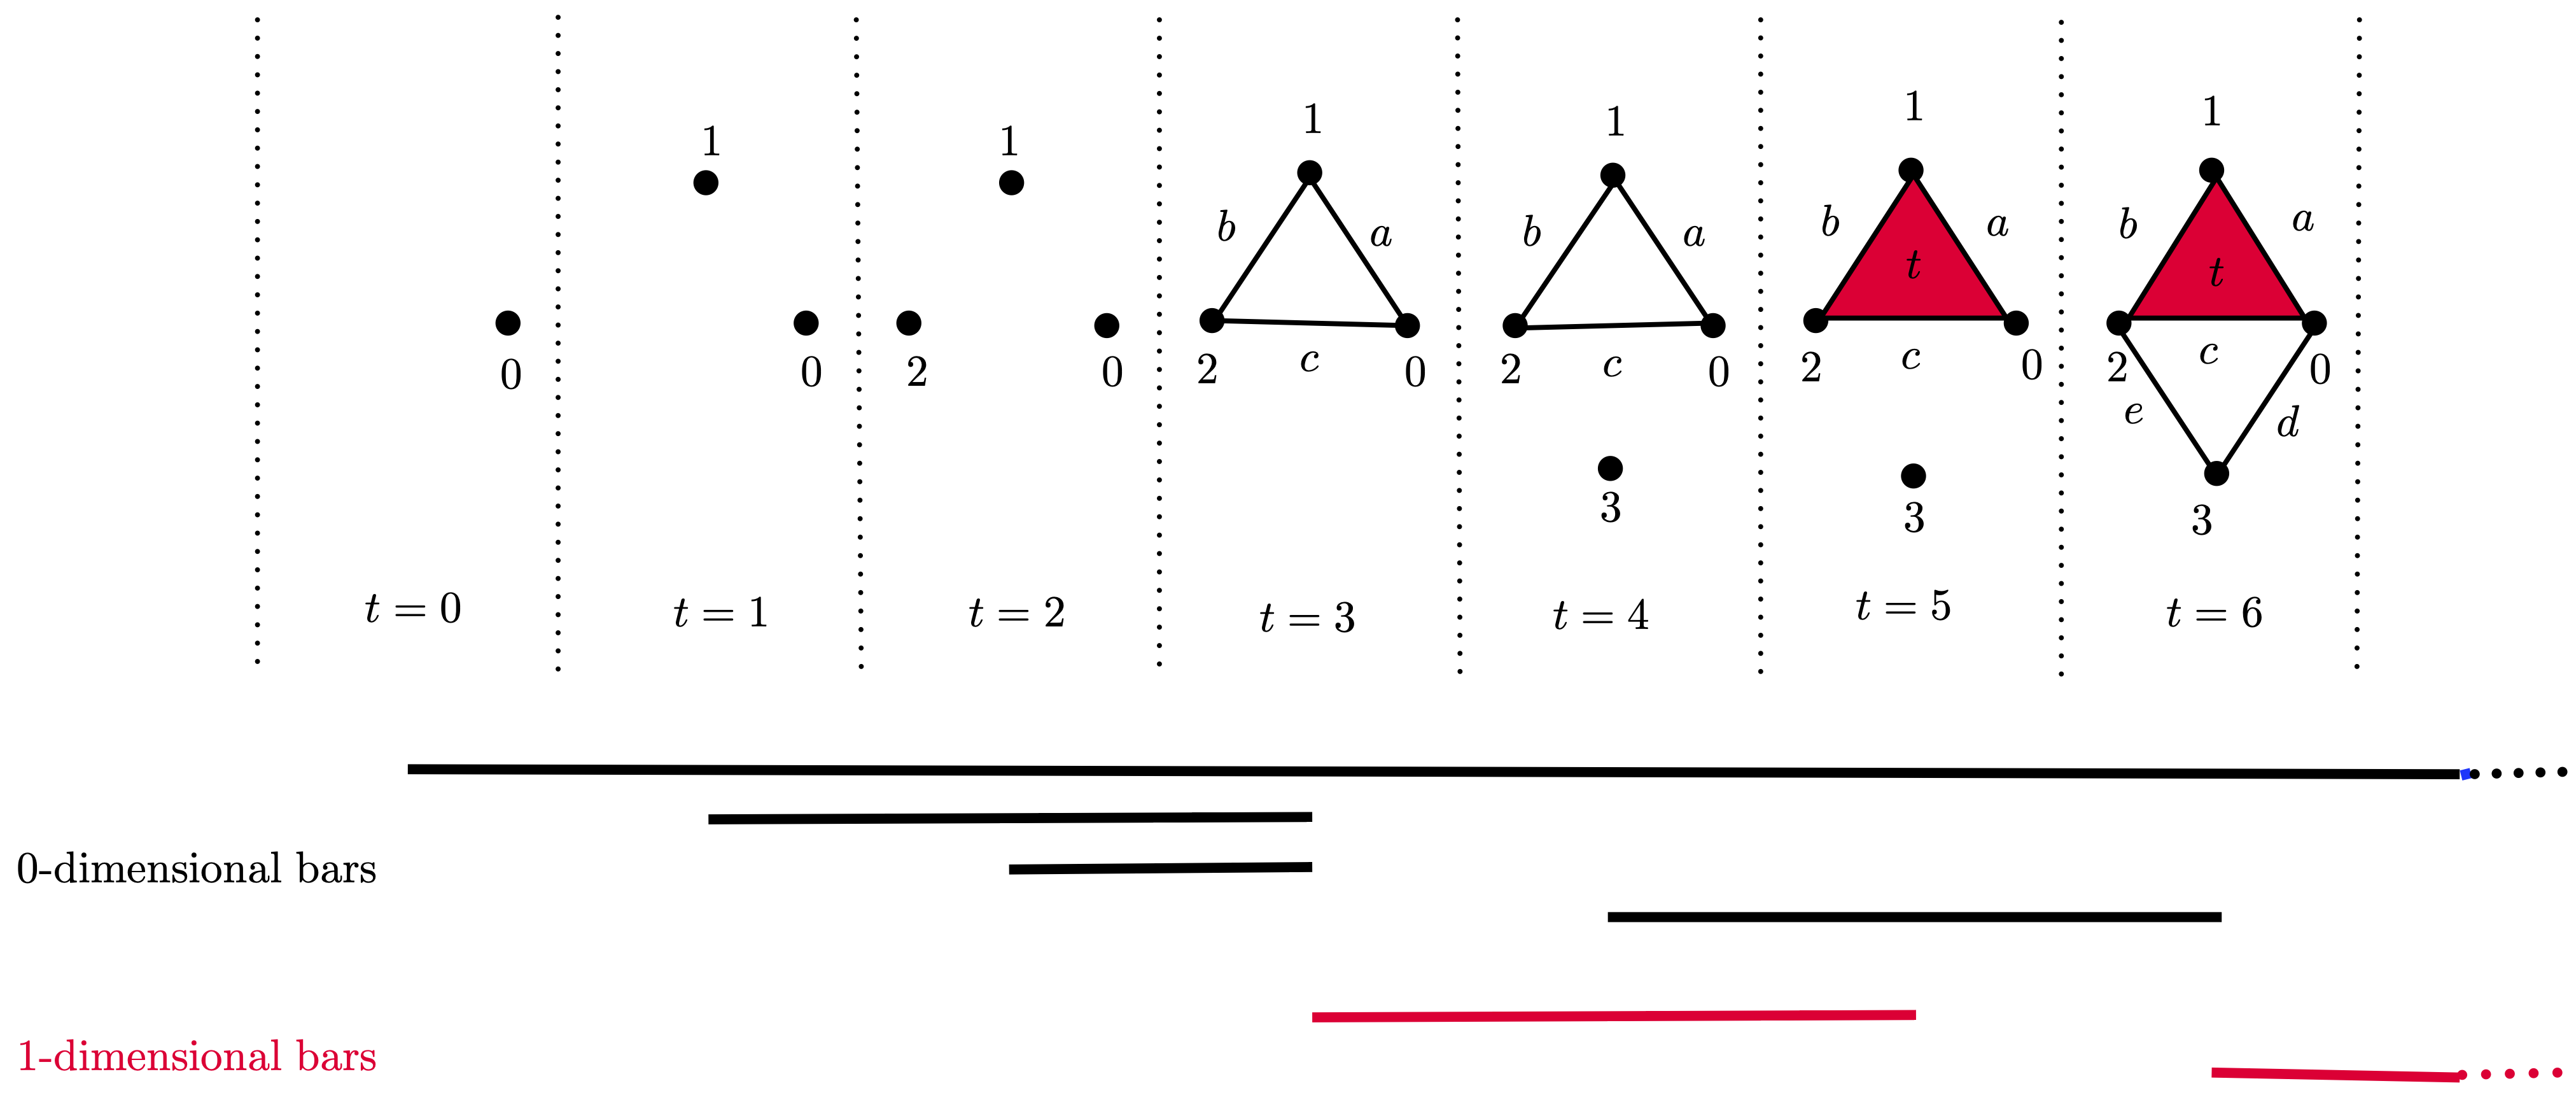 1 1 1 1 1 1
b a b a b a b a
t t
0 0 2 0 2 c 0 2 c 0 2 c 0 2 c 0
e d
3 3 3
t = 0 t = 1 t = 2 t = 3 t = 4 t = 5 t = 6
0-dimensional bars
1-dimensional bars